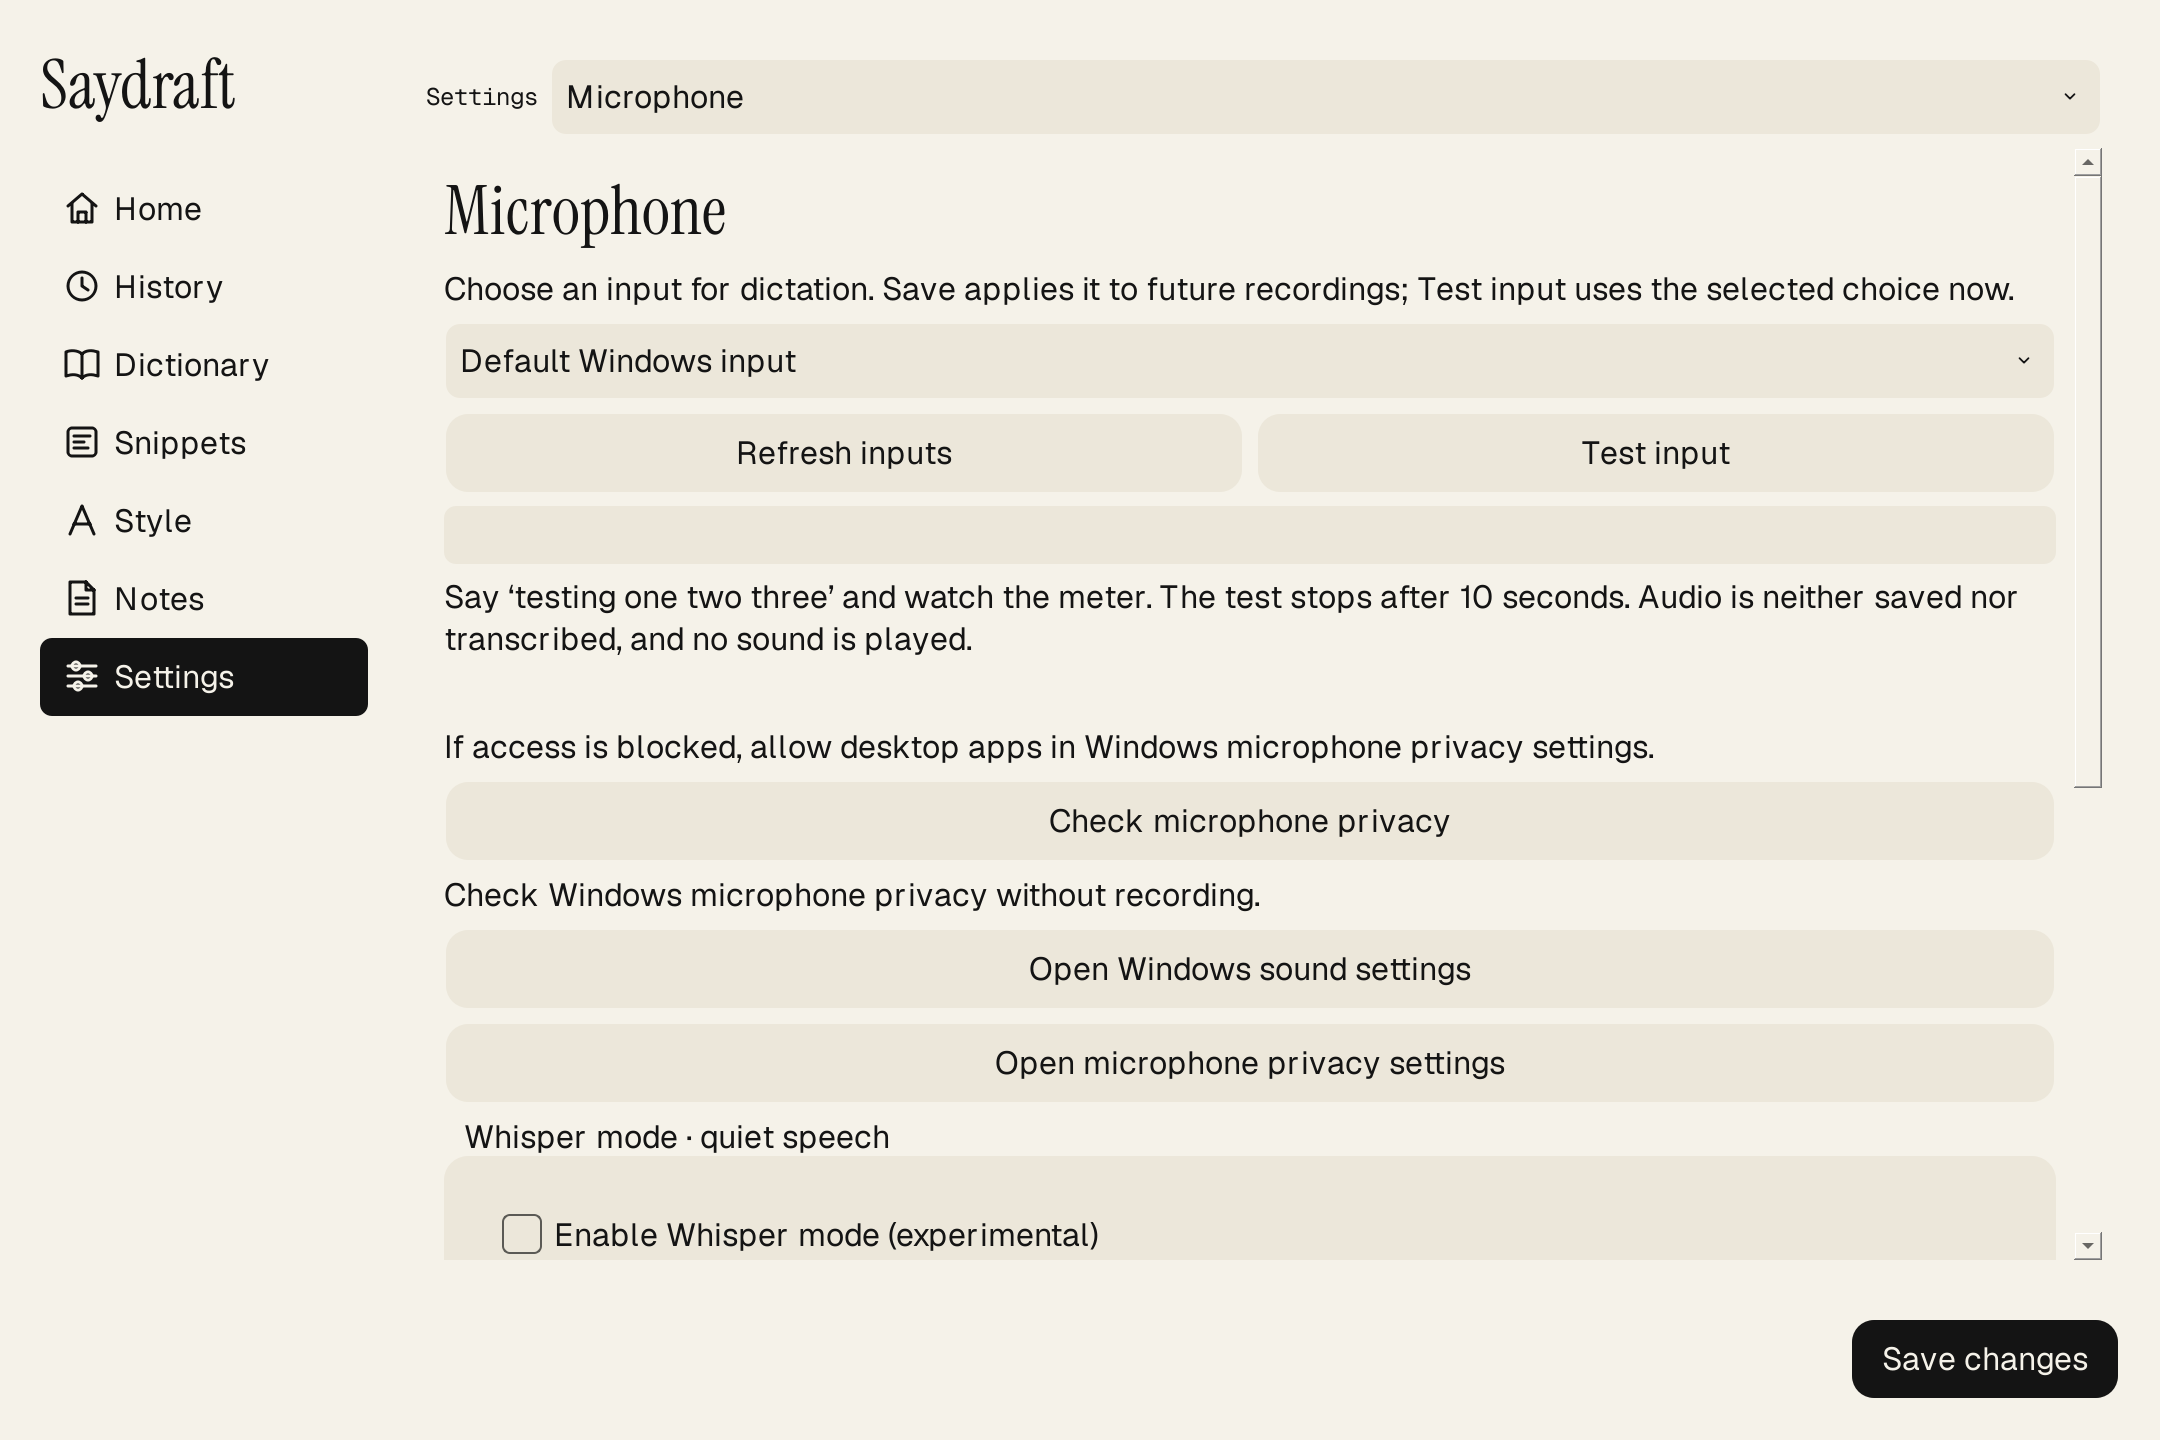 Saydraft
Settings
Microphone
Home
History
Dictionary
Snippets
Style
Notes
Settings
Microphone
Choose an input for dictation. Save applies it to future recordings; Test input uses the selected choice now.
Default Windows input
Refresh inputs
Test input
Say ‘testing one two three’ and watch the meter. The test stops after 10 seconds. Audio is neither saved nor
transcribed, and no sound is played.
If access is blocked, allow desktop apps in Windows microphone privacy settings.
Check microphone privacy
Check Windows microphone privacy without recording.
Open Windows sound settings
Open microphone privacy settings
Whisper mode · quiet speech
Enable Whisper mode (experimental)
Save changes